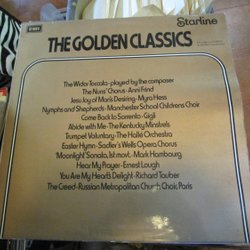 EMI
Starline
THE GOLDEN CLASSICS
The Widor Toccata - played by the composer
The Nuns' Chorus - Anni Frind
Jesu Joy of Man's Desiring - Myra Hess
Nymphs and Shepherds - Manchester School Childrens Choir
Come Back to Sorrento - Gigli
Abide with Me - The Kentucky Minstrels
Trumpet Voluntary - The Hallé Orchestra
Easter Hymn - Sadler's Wells Opera Chorus
'Moonlight' Sonata, 1st movt. - Mark Hambourg
Hear My Prayer - Ernest Lough
You Are My Heart's Delight - Richard Tauber
The Creed - Russian Metropolitan Church Choir, Paris